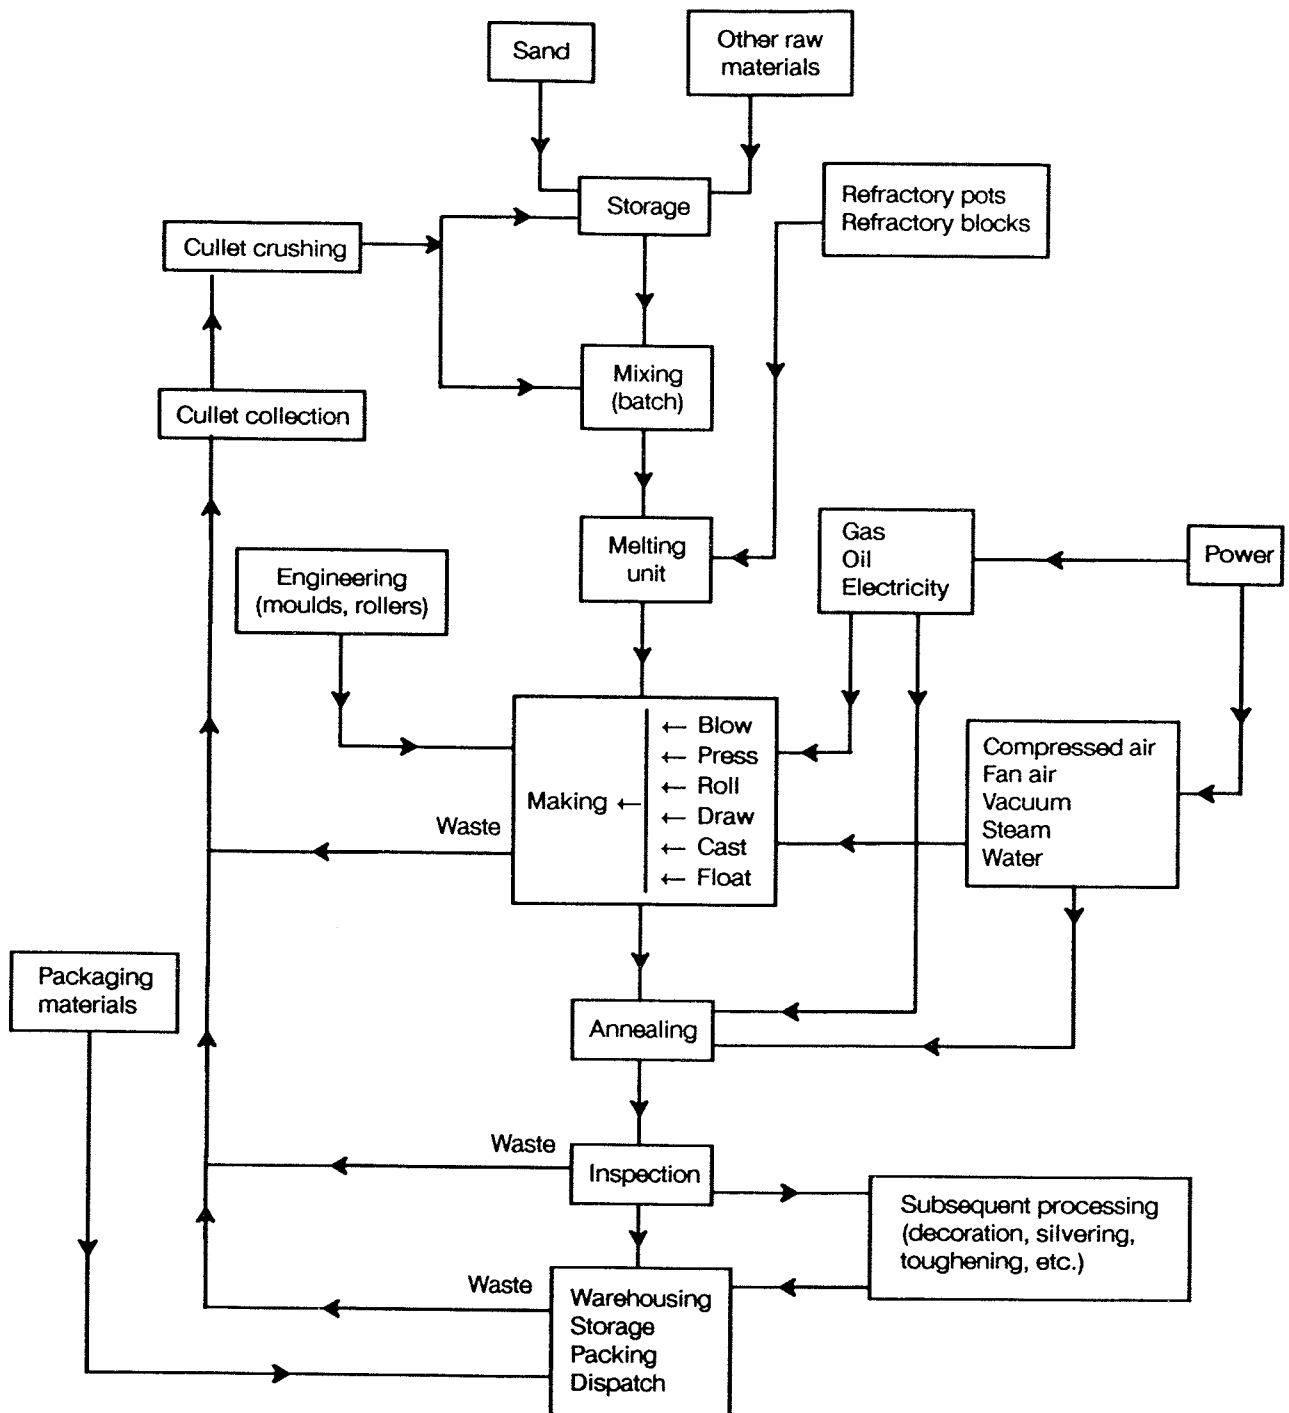 Sand
Other raw
materials
Storage
Refractory pots
Refractory blocks
Cullet crushing
Mixing
(batch)
Cullet collection
Melting
unit
Gas
Oil
Electricity
Power
Engineering
(moulds, rollers)
Making ←
← Blow
← Press
← Roll
← Draw
← Cast
← Float
Compressed air
Fan air
Vacuum
Steam
Water
Waste
Packaging
materials
Annealing
Waste
Inspection
Subsequent processing
(decoration, silvering,
toughening, etc.)
Waste
Warehousing
Storage
Packing
Dispatch